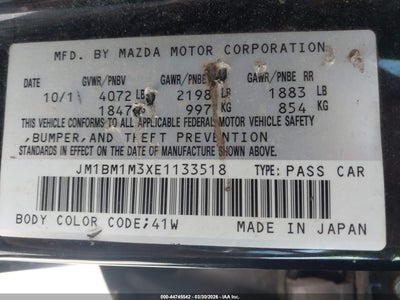 MFD. BY MAZDA MOTOR CORPORATION
DATE GVWR/PNBV GAWR/PNBE GAWR/PNBE RR
10/1 4072 LB 2198 LB 1883 LB
1847 KG 997 KG 854 KG
THIS VEHICLE CONFORMS TO ALL APPLICABLE FEDERAL MOTOR VEHICLE SAFETY
,BUMPER,AND THEFT PREVENTION
STANDARDS IN EFFECT ON THE DATE OF MANUFACTURE SHOWN ABOVE.
JM1BM1M3XE1133518 TYPE: PASS CAR
BODY COLOR CODE;41W MADE IN JAPAN
000-44745542 - 03/30/2026 - IAA Inc.